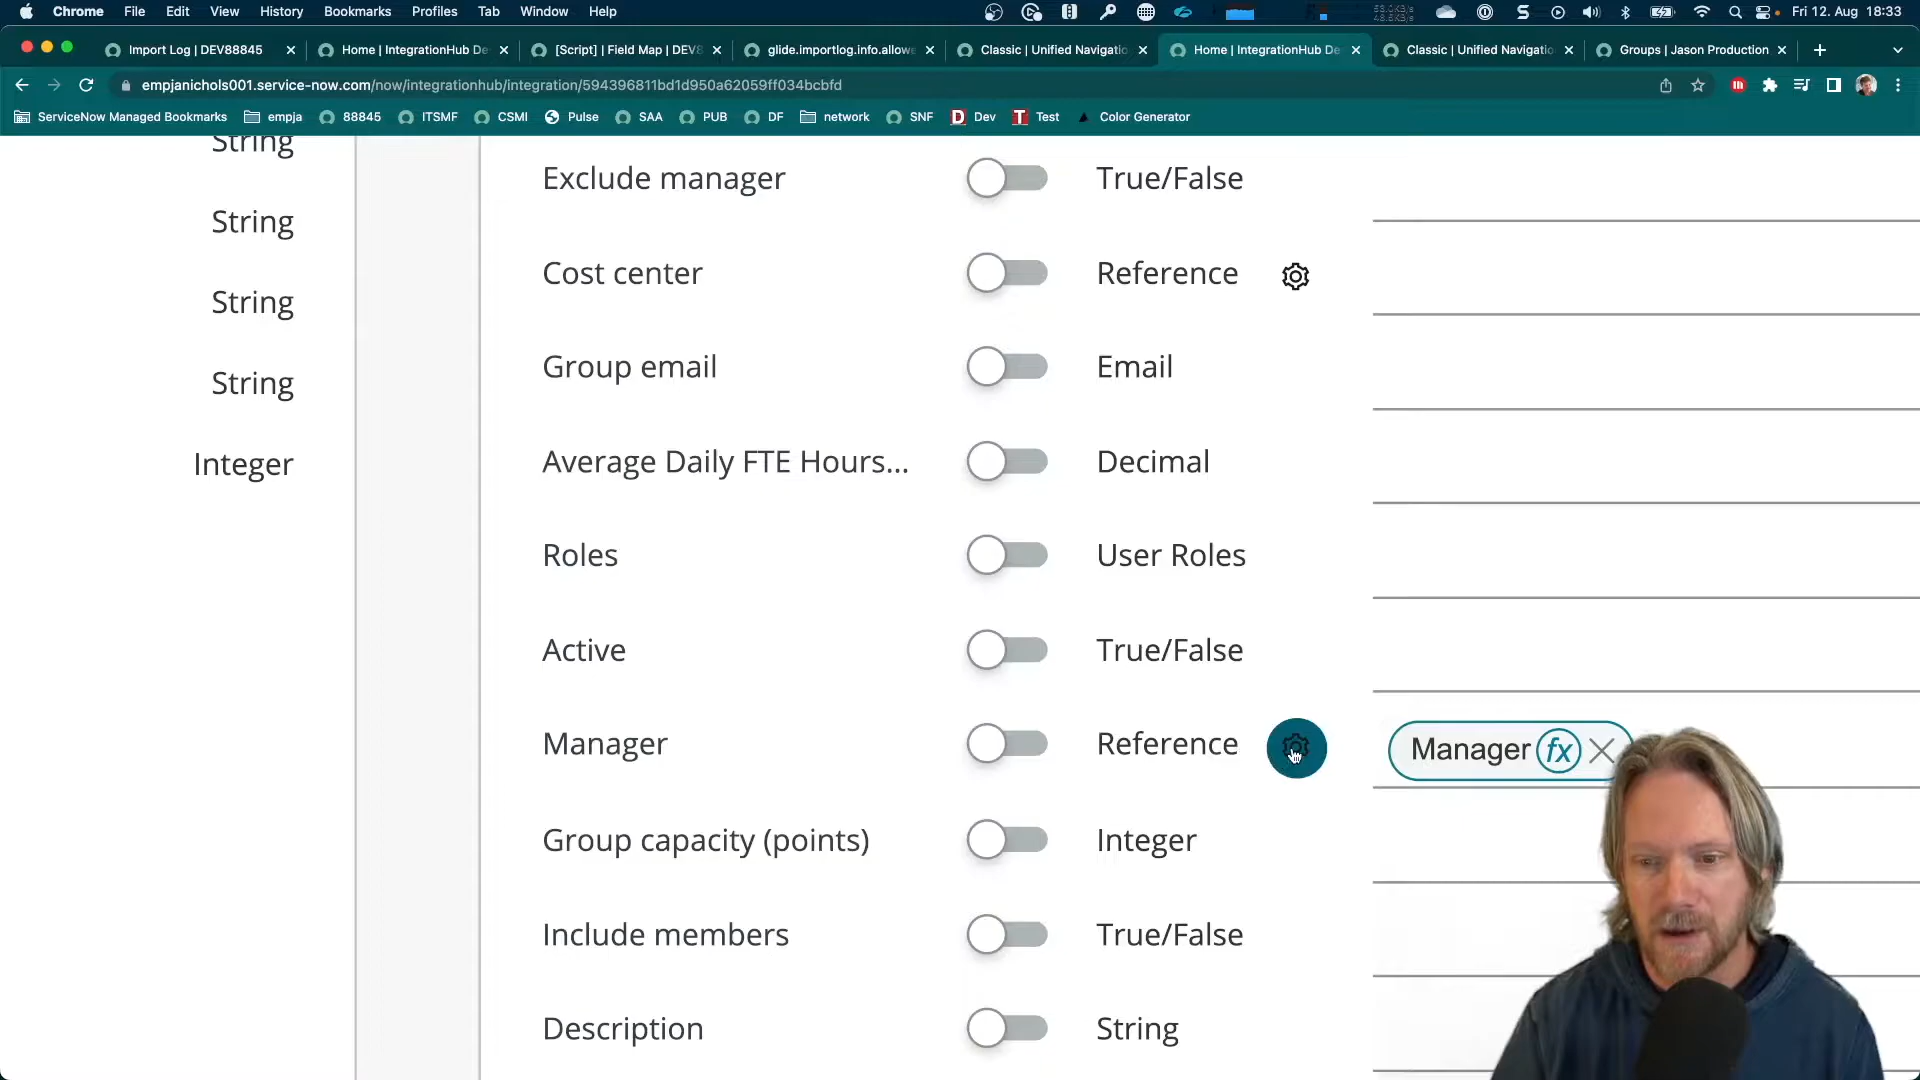 Chrome File Edit View History Bookmarks Profiles Tab Window Help Fri 12. Aug 18:33
Import Log | DEV88845 Home | IntegrationHub De [Script] | Field Map | DEV8 glide.importlog.info.allowe Classic | Unified Navigatio Home | IntegrationHub De Classic | Unified Navigatio Groups | Jason Production
empjanichols001.service-now.com/now/integrationhub/integration/594396811bd1d950a62059ff034bcbfd
ServiceNow Managed Bookmarks empja 88845 ITSMF CSMI Pulse SAA PUB DF network SNF D Dev T Test Color Generator
String
Exclude manager True/False
String
Cost center Reference
String
Group email Email
String
Average Daily FTE Hours... Decimal
Integer
Roles User Roles
Active True/False
Manager Reference Manager fx
Group capacity (points) Integer
Include members True/False
Description String